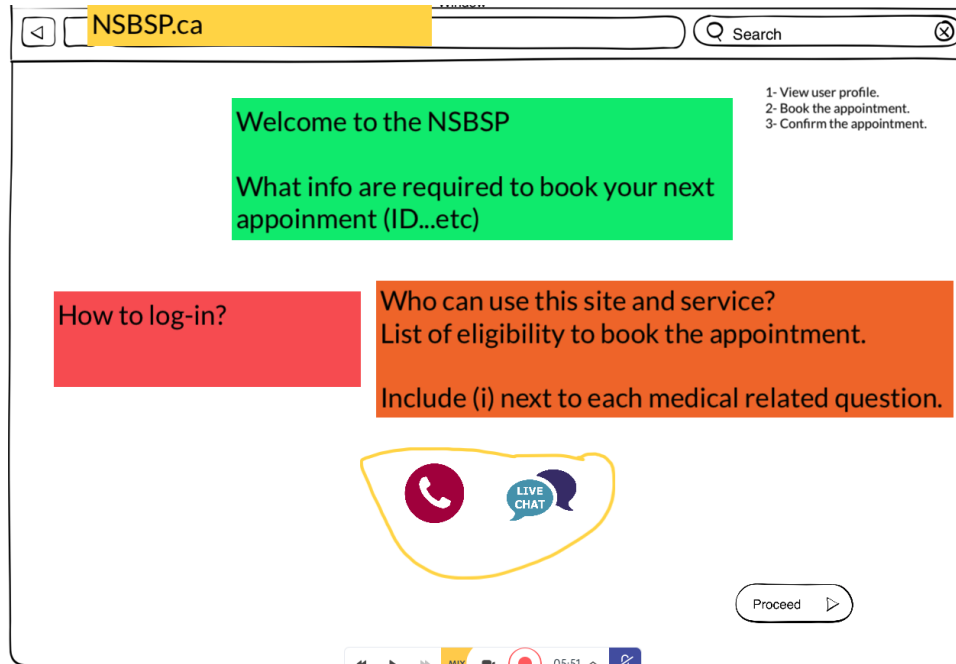 Window
NSBSP.ca
Search
1- View user profile.
2- Book the appointment.
3- Confirm the appointment.
Welcome to the NSBSP
What info are required to book your next
appoinment (ID...etc)
How to log-in?
Who can use this site and service?
List of eligibility to book the appointment.
Include (i) next to each medical related question.
LIVE
CHAT
Proceed
MIX
05:51